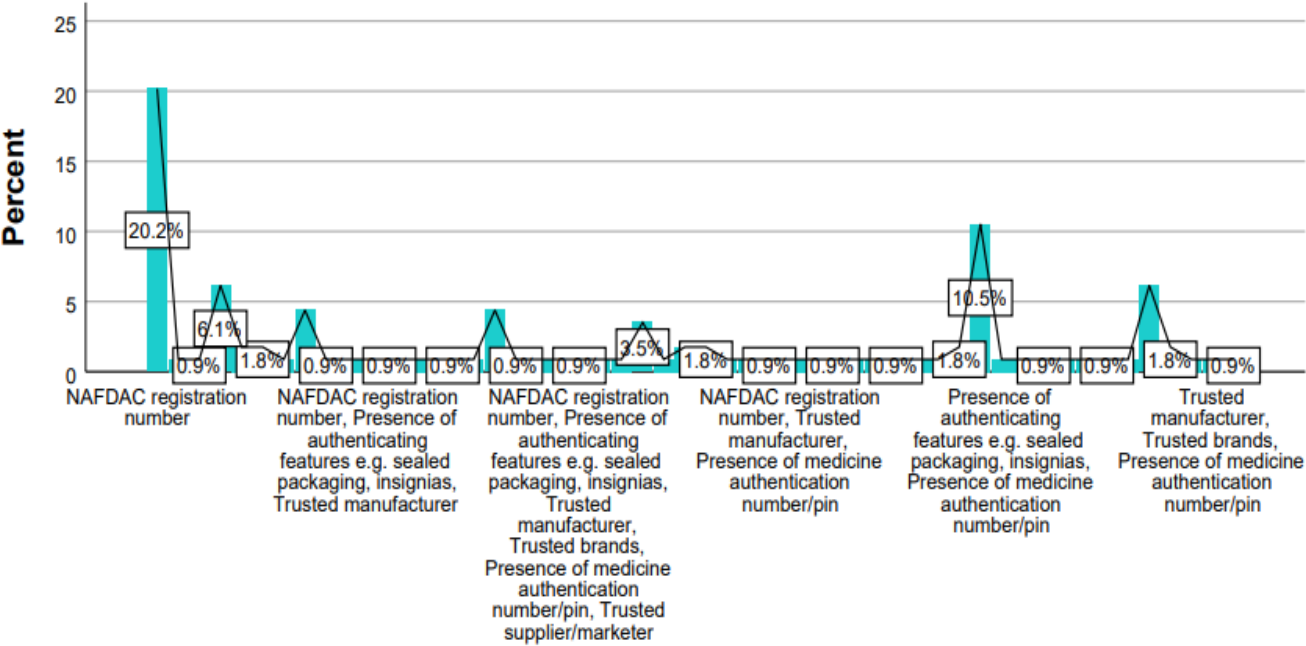 Percent
25
20
15
10
5
0
20.2%
0.9%
6.1%
1.8%
0.9%
0.9%
0.9%
0.9%
0.9%
3.5%
1.8%
0.9%
0.9%
0.9%
1.8%
10.5%
0.9%
0.9%
1.8%
0.9%
NAFDAC registration
number
NAFDAC registration
number, Presence of
authenticating
features e.g. sealed
packaging, insignias,
Trusted manufacturer
NAFDAC registration
number, Presence of
authenticating
features e.g. sealed
packaging, insignias,
Trusted
manufacturer,
Trusted brands,
Presence of medicine
authentication
number/pin, Trusted
supplier/marketer
NAFDAC registration
number, Trusted
manufacturer,
Presence of medicine
authentication
number/pin
Presence of
authenticating
features e.g. sealed
packaging, insignias,
Presence of medicine
authentication
number/pin
Trusted
manufacturer,
Trusted brands,
Presence of medicine
authentication
number/pin